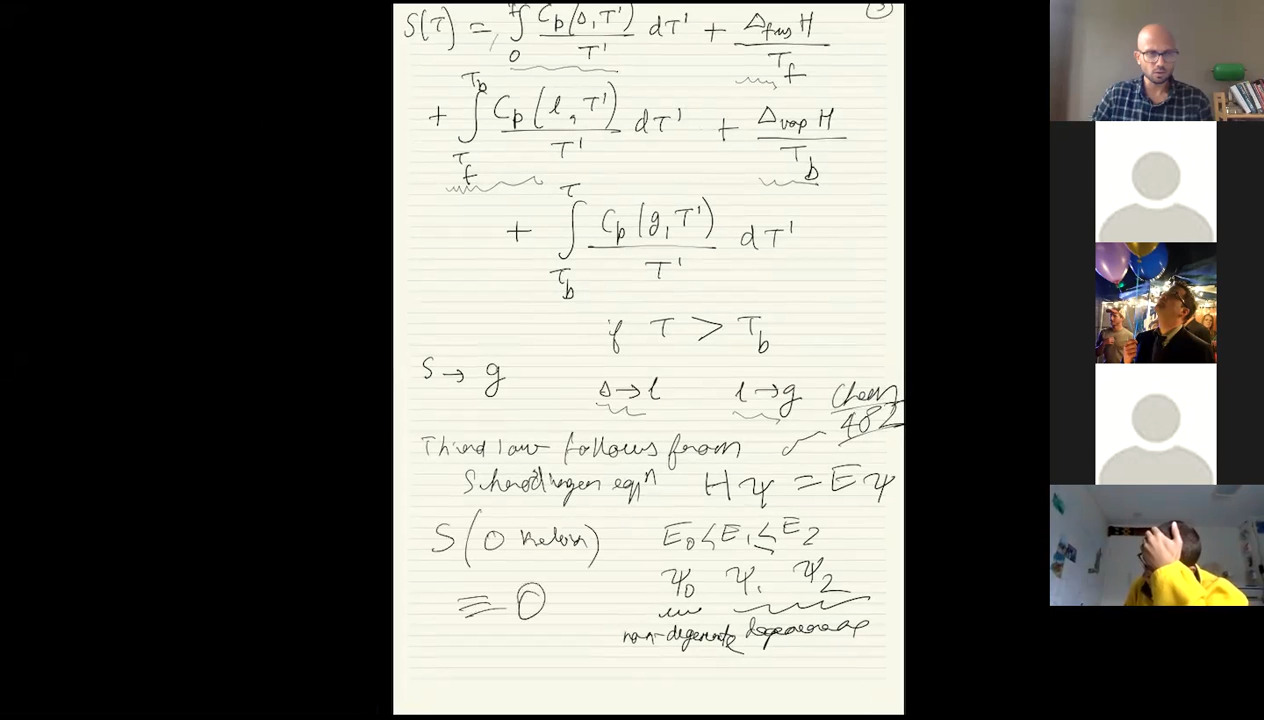 3
S(T) = ∫₀^Tf Cp(s,T')/T' dT' + ΔfusH/Tf
+ ∫_Tf^Tb Cp(l,T')/T' dT' + ΔvapH/Tb
+ ∫_Tb^T Cp(g,T')/T' dT'
if T > Tb
S → g s → l l → g Chem 482
Third law follows from
Schrodinger eqⁿ Hψ = Eψ
S(0 Kelvin) E₀ < E₁ ≤ E₂
≡ 0 ψ₀ ψ₁ ψ₂
non-degenerate degenerate